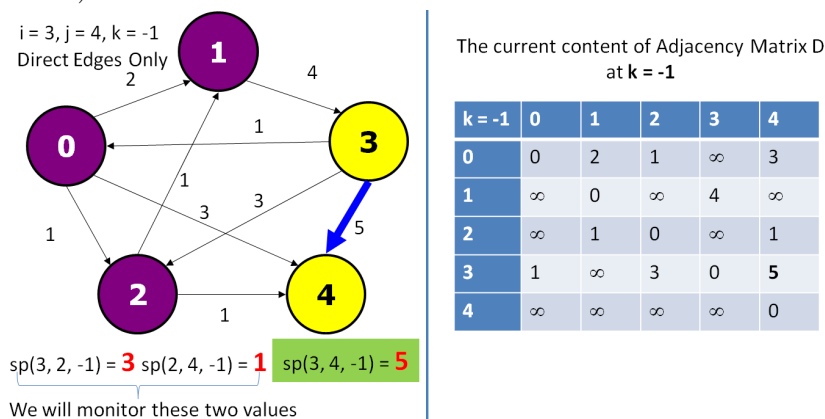 i = 3, j = 4, k = -1
Direct Edges Only
2
1
4
0
1
3
1
3
3
5
1
2
1
4
sp(3, 2, -1) = 3 sp(2, 4, -1) = 1 sp(3, 4, -1) = 5
We will monitor these two values
The current content of Adjacency Matrix D
at k = -1
k = -1 0 1 2 3 4
0 0 2 1 ∞ 3
1 ∞ 0 ∞ 4 ∞
2 ∞ 1 0 ∞ 1
3 1 ∞ 3 0 5
4 ∞ ∞ ∞ ∞ 0